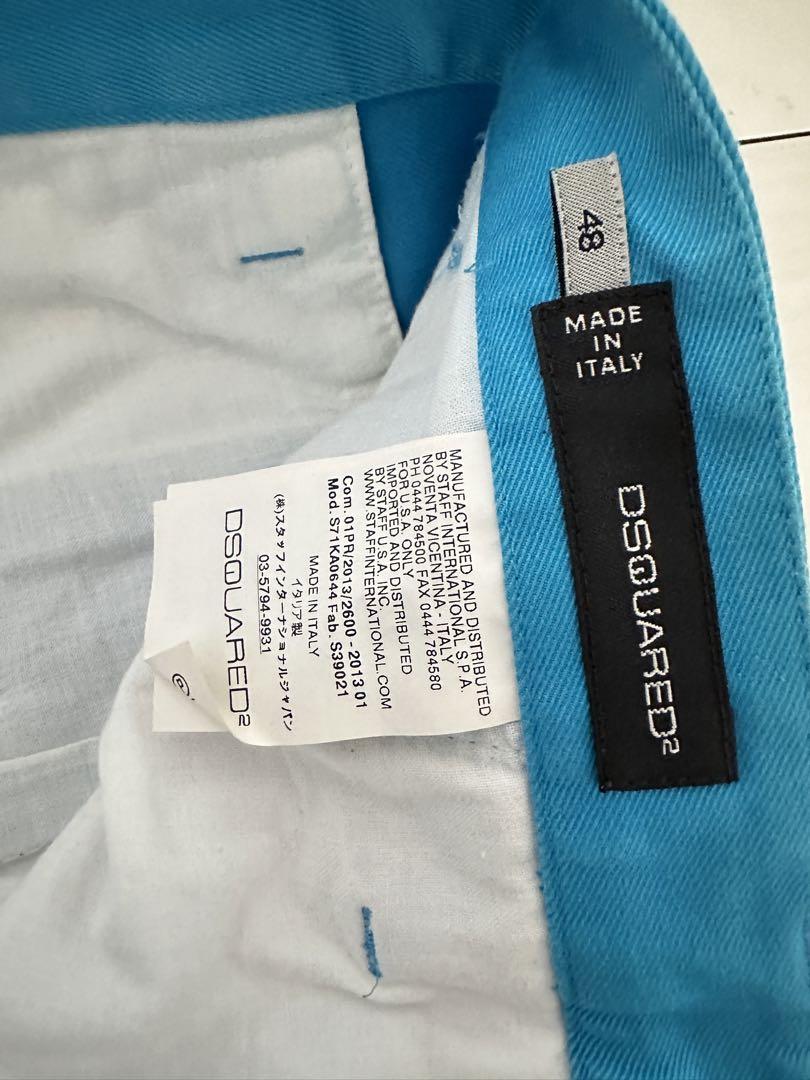 48
MADE
IN
ITALY
DSQUARED2
MANUFACTURED AND DISTRIBUTED
BY STAFF INTERNATIONAL S.P.A.
NOVENTA VICENTINA - ITALY
PH 0444 784500 FAX 0444 784580
FOR U.S.A. ONLY
IMPORTED AND DISTRIBUTED
BY STAFF U.S.A. INC.
WWW.STAFFINTERNATIONAL.COM
Com. 01PR/2013/2600 - 2013 01
Mod. S71KA0644 Fab. S39021
MADE IN ITALY
イタリア製
(株)スタッフインターナショナルジャパン
03-5794-9931
DSQUARED2